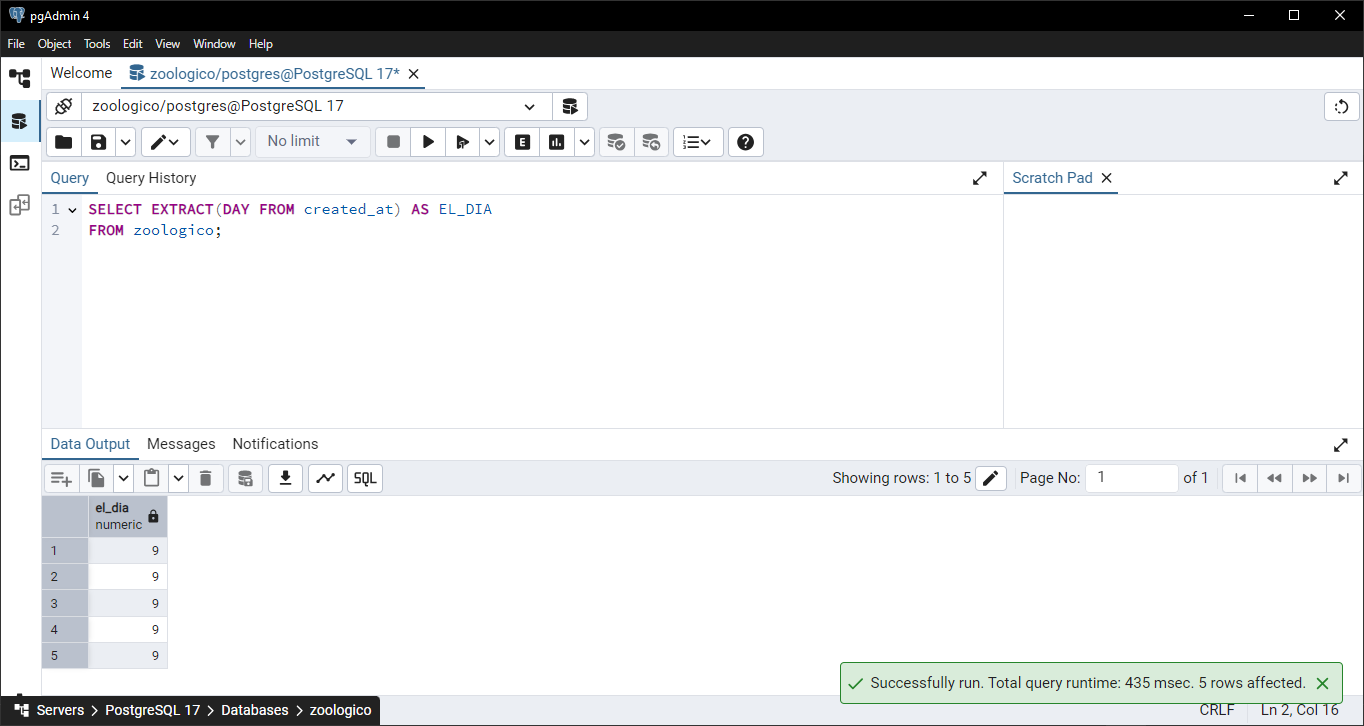 pgAdmin 4
File Object Tools Edit View Window Help
Welcome zoologico/postgres@PostgreSQL 17*
zoologico/postgres@PostgreSQL 17
No limit E
Query Query History Scratch Pad
1 SELECT EXTRACT(DAY FROM created_at) AS EL_DIA
2 FROM zoologico;
Data Output Messages Notifications
SQL Showing rows: 1 to 5 Page No: 1 of 1
el_dia
numeric
1 9
2 9
3 9
4 9
5 9
Successfully run. Total query runtime: 435 msec. 5 rows affected.
Servers > PostgreSQL 17 > Databases > zoologico CRLF Ln 2, Col 16